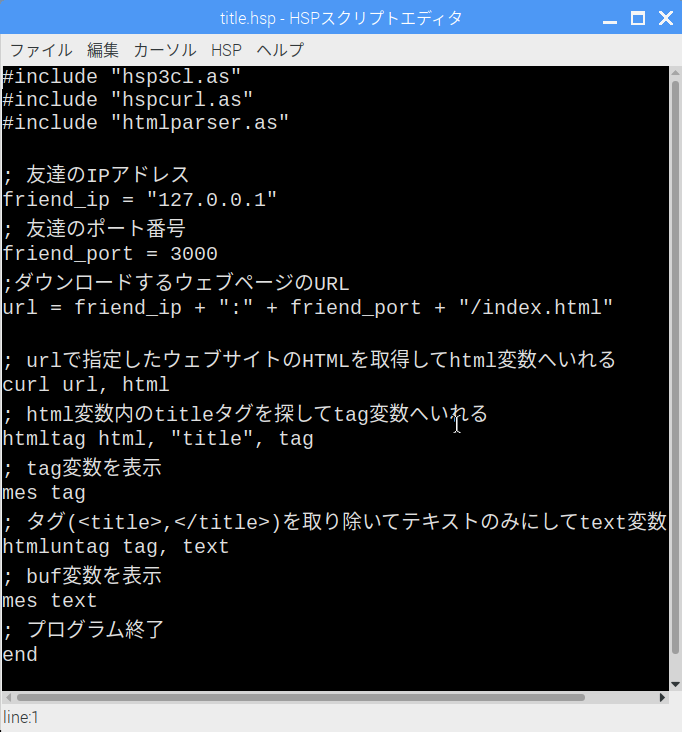 title.hsp - HSPスクリプトエディタ
ファイル 編集 カーソル HSP ヘルプ
#include "hsp3cl.as"
#include "hspcurl.as"
#include "htmlparser.as"
; 友達のIPアドレス
friend_ip = "127.0.0.1"
; 友達のポート番号
friend_port = 3000
;ダウンロードするウェブページのURL
url = friend_ip + ":" + friend_port + "/index.html"
; urlで指定したウェブサイトのHTMLを取得してhtml変数へいれる
curl url, html
; html変数内のtitleタグを探してtag変数へいれる
htmltag html, "title", tag
; tag変数を表示
mes tag
; タグ(<title>,</title>)を取り除いてテキストのみにしてtext変数
htmluntag tag, text
; buf変数を表示
mes text
; プログラム終了
end
line:1